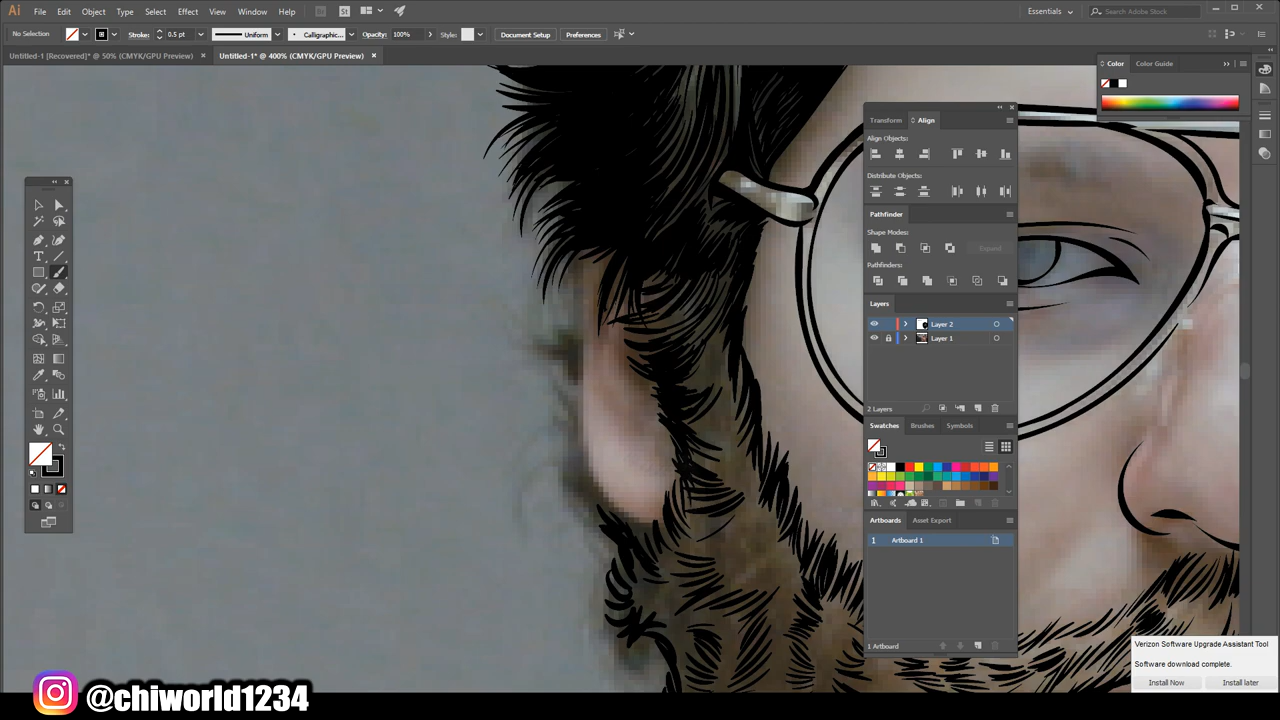 Ai File Edit Object Type Select Effect View Window Help Br St Essentials Search Adobe Stock
No Selection Stroke: 0.5 pt Uniform Calligraphic... Opacity: 100% Style: Document Setup Preferences
Untitled-1 [Recovered]* @ 50% (CMYK/GPU Preview) × Untitled-1* @ 400% (CMYK/GPU Preview) ×
Color Color Guide
Transform Align
Align Objects:
Distribute Objects:
Pathfinder
Shape Modes:
Expand
Pathfinders:
Layers
Layer 2
Layer 1
2 Layers
Swatches Brushes Symbols
Artboards Asset Export
1 Artboard 1
1 Artboard
Verizon Software Upgrade Assistant Tool
Software download complete.
Install Now Install later
@chiworld1234